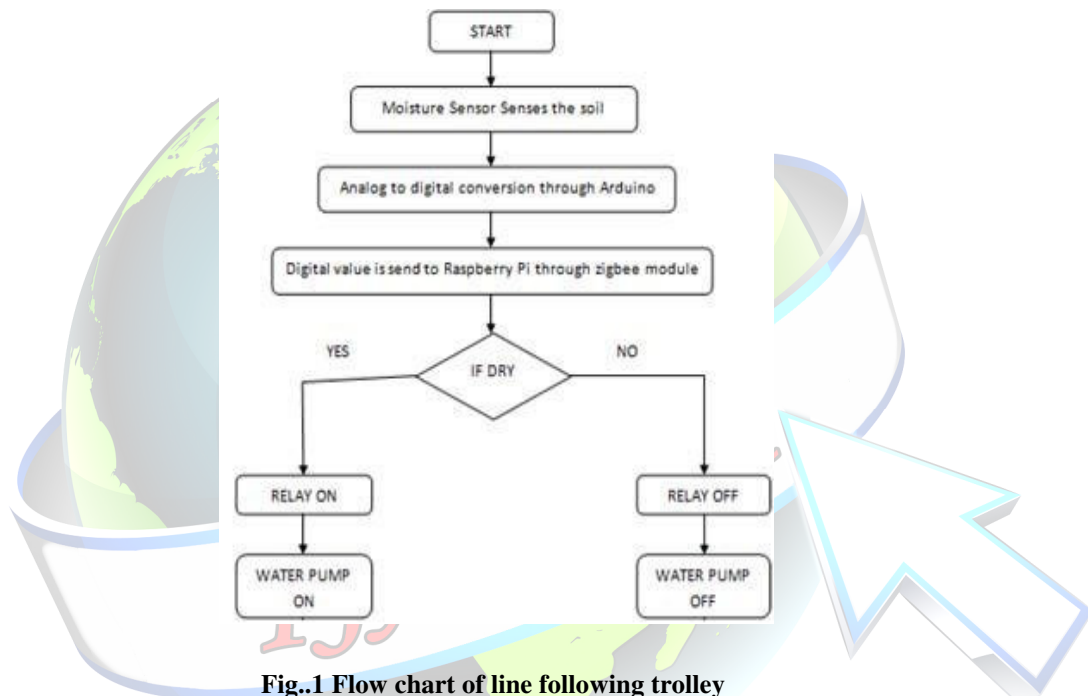 START
Moisture Sensor Senses the soil
Analog to digital conversion through Arduino
Digital value is send to Raspberry Pi through zigbee module
YES
NO
IF DRY
RELAY ON
RELAY OFF
WATER PUMP
ON
WATER PUMP
OFF
Fig..1 Flow chart of line following trolley